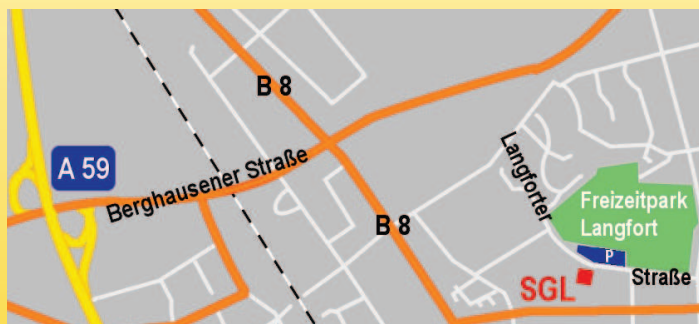 B 8
A 59
Berghausener Straße
B 8
Langforter
Freizeitpark
Langfort
P
SGL
Straße